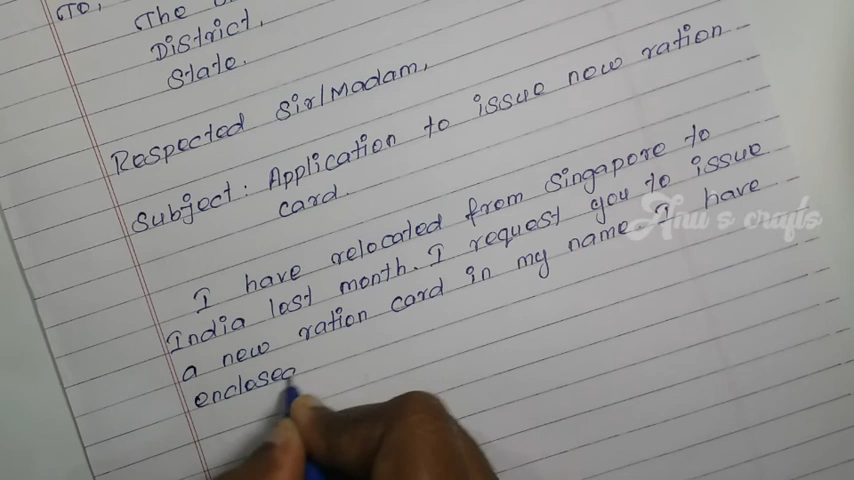 To,
The
District,
State.
Respected Sir/Madam,
Subject: Application to issue new ration
card.
I have relocated from Singapore to
India last month. I request you to issue
a new ration card in my name. I have
enclosed
Anu's crafts